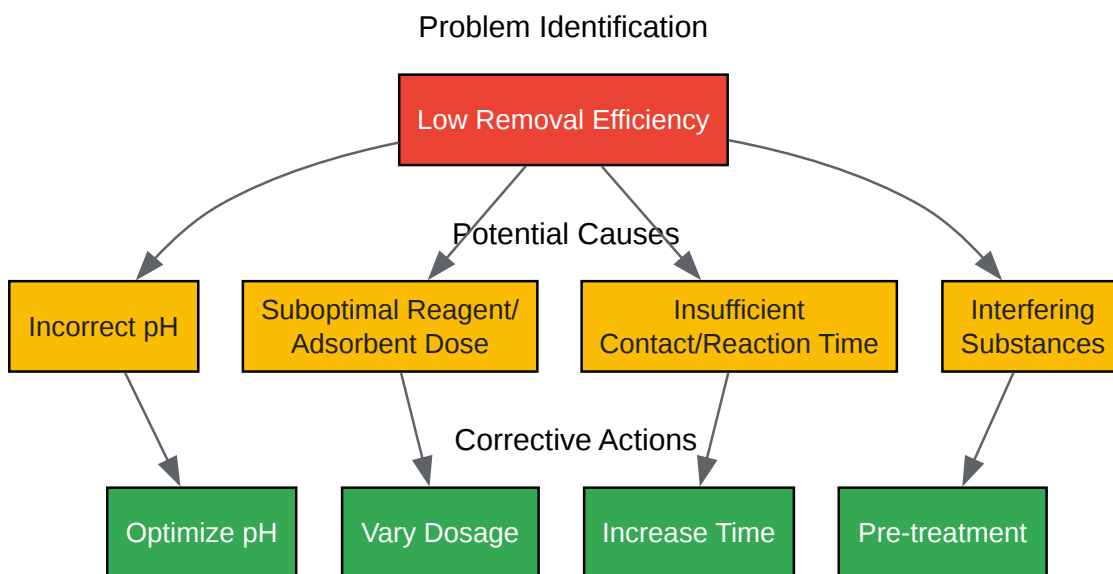 Problem Identification
Low Removal Efficiency
Potential Causes
Incorrect pH
Suboptimal Reagent/
Adsorbent Dose
Insufficient
Contact/Reaction Time
Interfering
Substances
Corrective Actions
Optimize pH
Vary Dosage
Increase Time
Pre-treatment